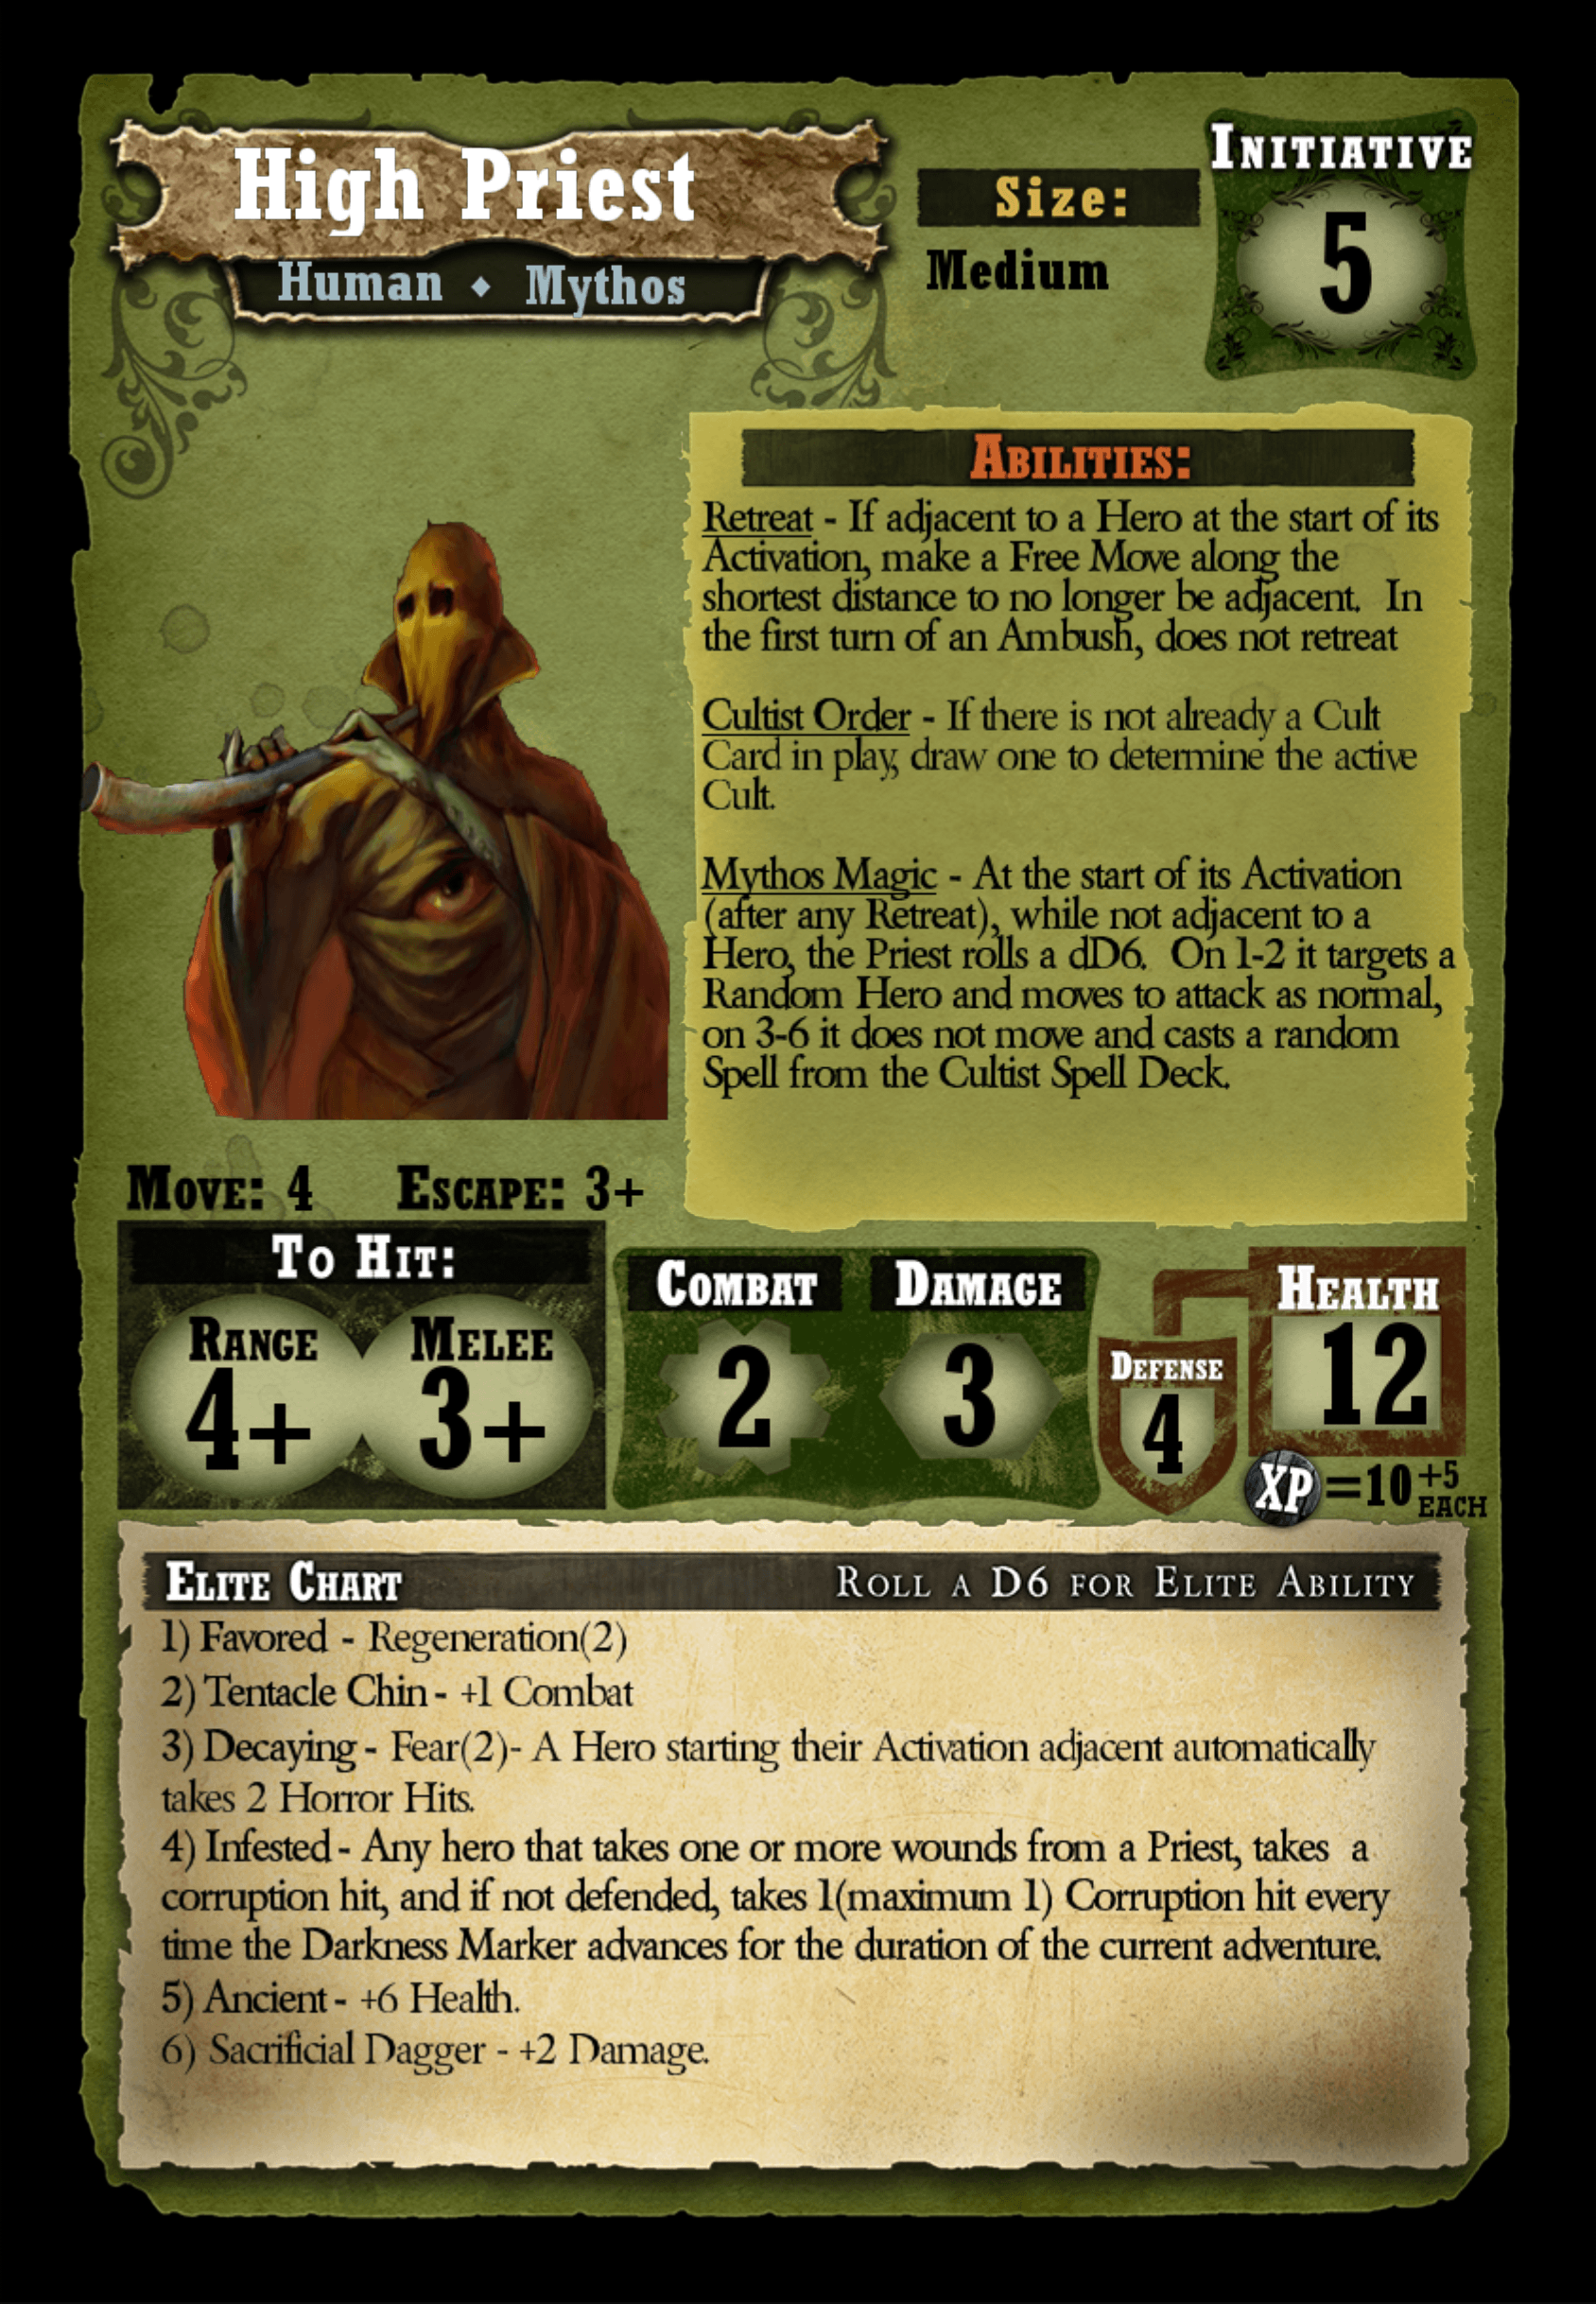 High Priest
Human ⬥ Mythos
Size:
Medium
INITIATIVE
5
ABILITIES:
Retreat - If adjacent to a Hero at the start of its
Activation, make a Free Move along the
shortest distance to no longer be adjacent.  In
the first turn of an Ambush, does not retreat
Cultist Order - If there is not already a Cult
Card in play, draw one to determine the active
Cult.
Mythos Magic - At the start of its Activation
(after any Retreat), while not adjacent to a
Hero, the Priest rolls a dD6.  On 1-2 it targets a
Random Hero and moves to attack as normal,
on 3-6 it does not move and casts a random
Spell from the Cultist Spell Deck.
MOVE: 4 ESCAPE: 3+
TO HIT:
RANGE MELEE
4+ 3+
COMBAT DAMAGE
2 3
DEFENSE
4
HEALTH
12
XP=10 +5
EACH
ELITE CHART ROLL A D6 FOR ELITE ABILITY
1) Favored - Regeneration(2)
2) Tentacle Chin - +1 Combat
3) Decaying - Fear(2)- A Hero starting their Activation adjacent automatically
takes 2 Horror Hits.
4) Infested - Any hero that takes one or more wounds from a Priest, takes  a
corruption hit, and if not defended, takes 1(maximum 1) Corruption hit every
time the Darkness Marker advances for the duration of the current adventure.
5) Ancient - +6 Health.
6) Sacrificial Dagger - +2 Damage.